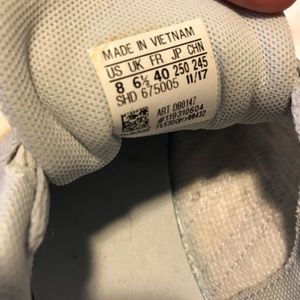 MADE IN VIETNAM
US UK FR JP CHN
8 6½ 40 250 245
SHD 675005 11/17
ART DB0147
#119310604